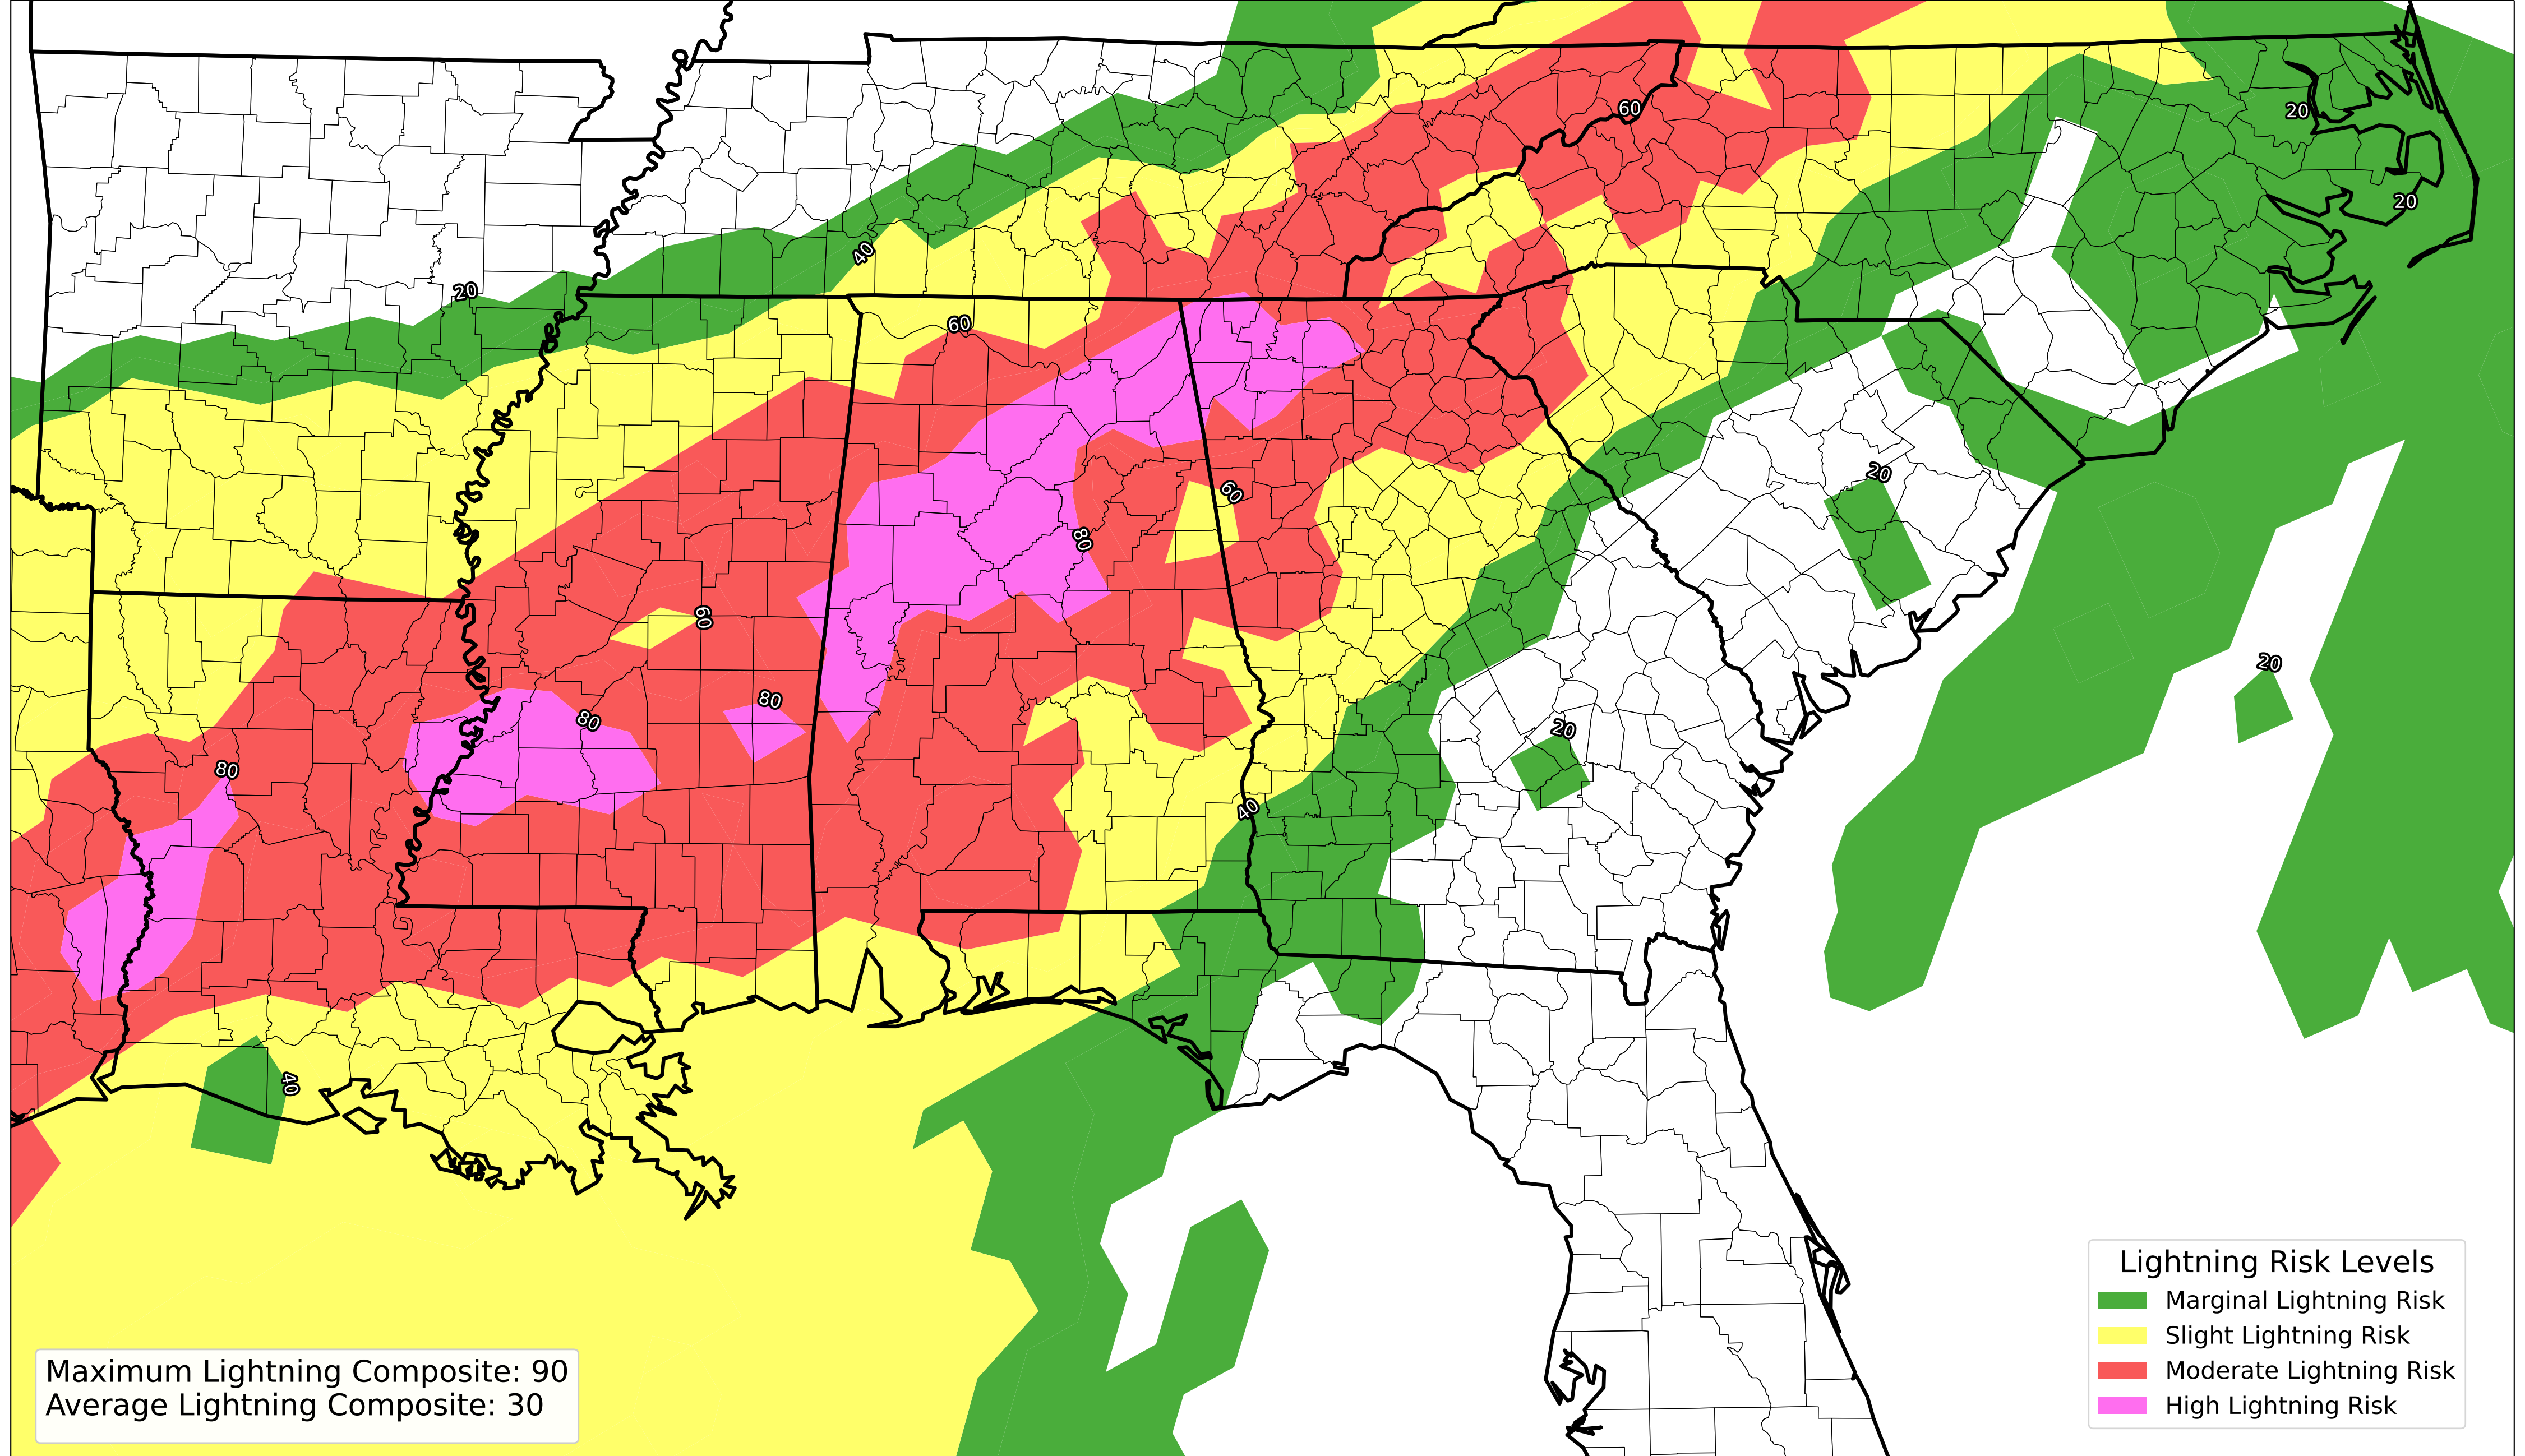 60
20
20
40
20
60
20
60
80
60
20
80
80
20
80
40
40
Lightning Risk Levels
Marginal Lightning Risk
Slight Lightning Risk
Moderate Lightning Risk
High Lightning Risk
Maximum Lightning Composite: 90
Average Lightning Composite: 30